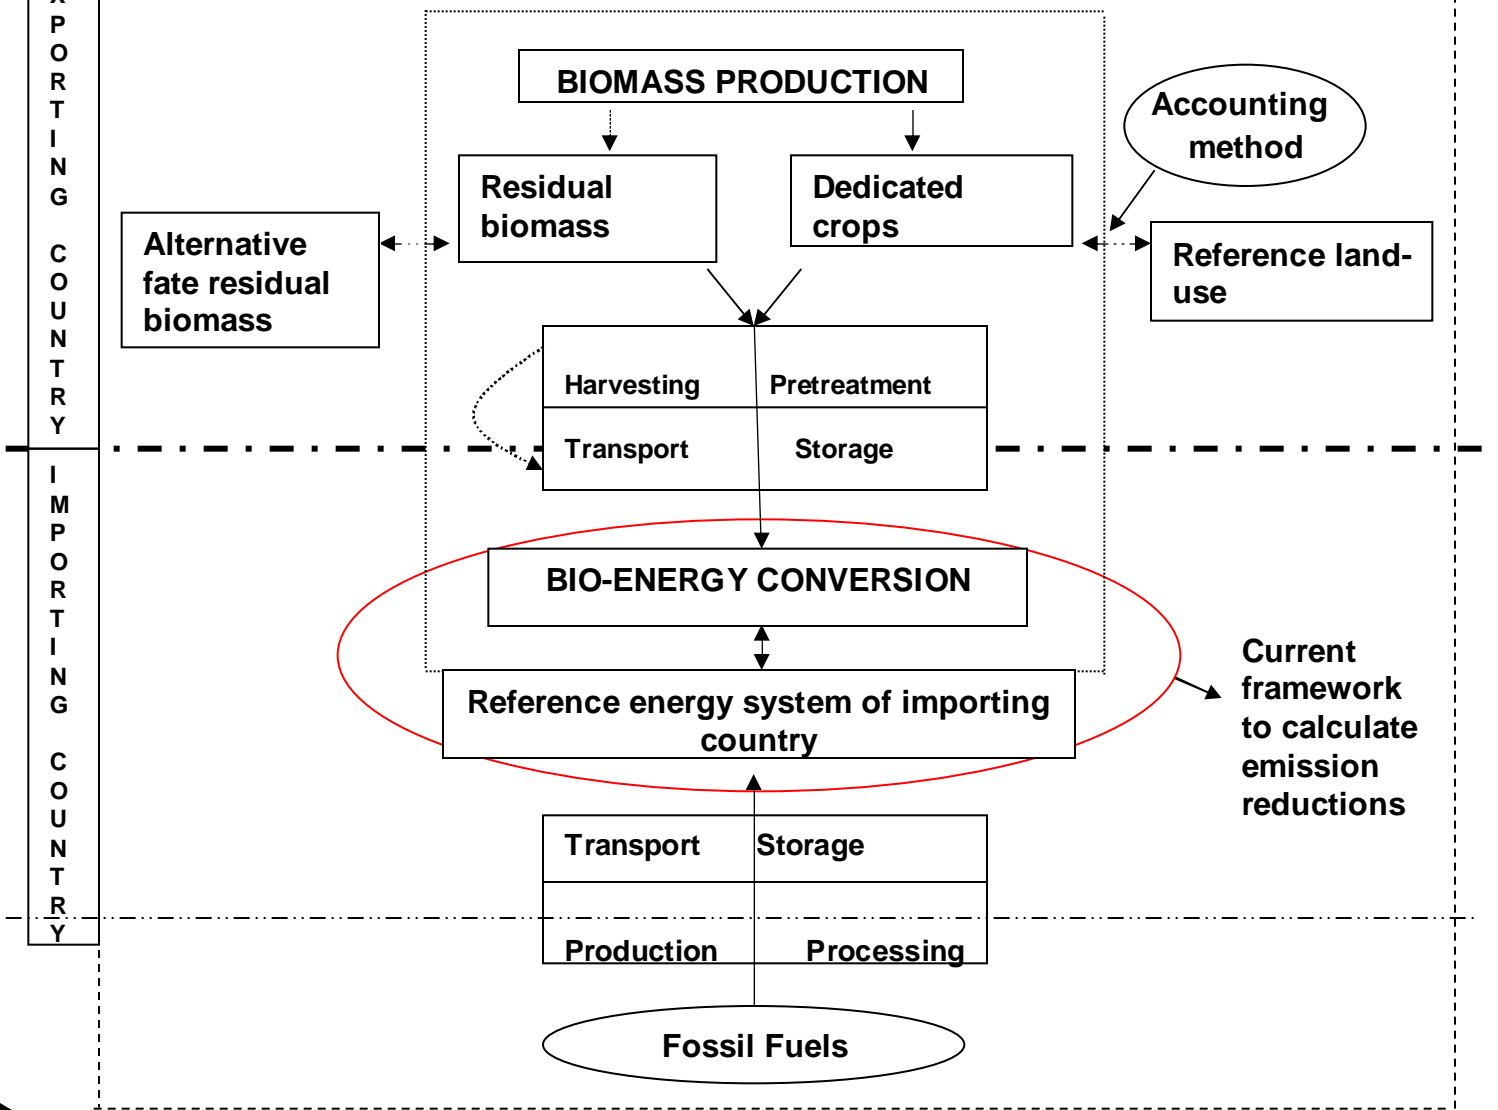 XPORTING COUNTRY
BIOMASS PRODUCTION
Accounting
method
Residual
biomass
Dedicated
crops
Alternative
fate residual
biomass
Reference land-
use
Harvesting Pretreatment
Transport Storage
IMPORTING COUNTRY
BIO-ENERGY CONVERSION
Reference energy system of importing
country
Current
framework
to calculate
emission
reductions
Transport Storage
Production Processing
Fossil Fuels